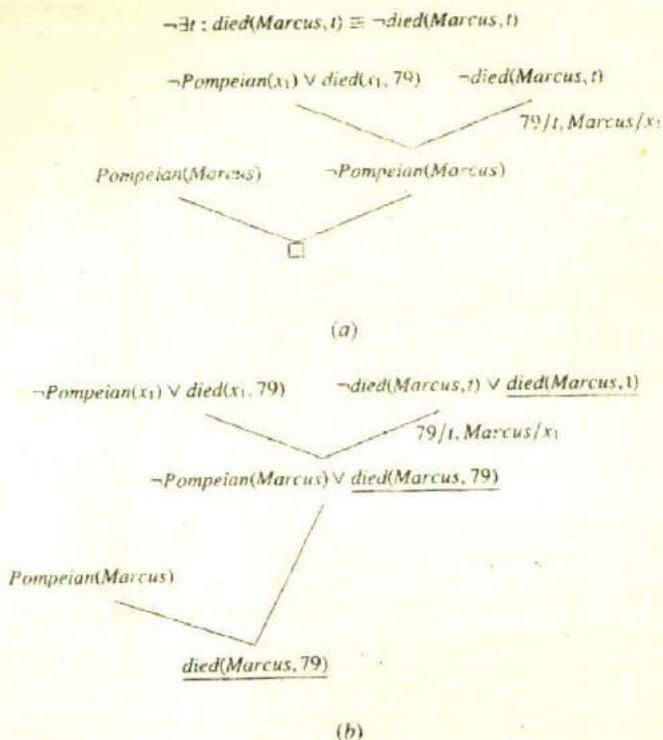 ¬∃t : died(Marcus, t) ≡ ¬died(Marcus, t)
¬Pompeian(x₁) ∨ died(x₁, 79) ¬died(Marcus, t)
79/t, Marcus/x₁
Pompeian(Marcus) ¬Pompeian(Marcus)
□
(a)
¬Pompeian(x₁) ∨ died(x₁, 79) ¬died(Marcus, t) ∨ died(Marcus, t)
79/t, Marcus/x₁
¬Pompeian(Marcus) ∨ died(Marcus, 79)
Pompeian(Marcus)
died(Marcus, 79)
(b)